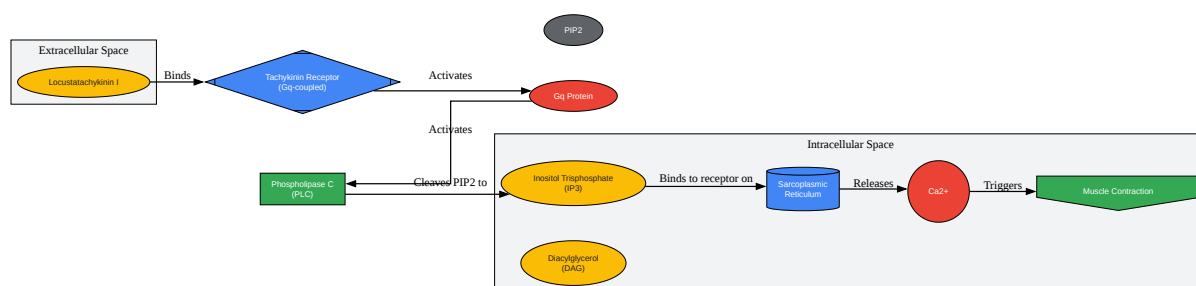 PIP2
Extracellular Space
Locustatachykinin I
Binds
Tachykinin Receptor
(Gq-coupled)
Activates
Gq Protein
Activates
Phospholipase C
(PLC)
Cleaves PIP2 to
Intracellular Space
Inositol Trisphosphate
(IP3)
Binds to receptor on
Sarcoplasmic
Reticulum
Releases
Ca2+
Triggers
Muscle Contraction
Diacylglycerol
(DAG)